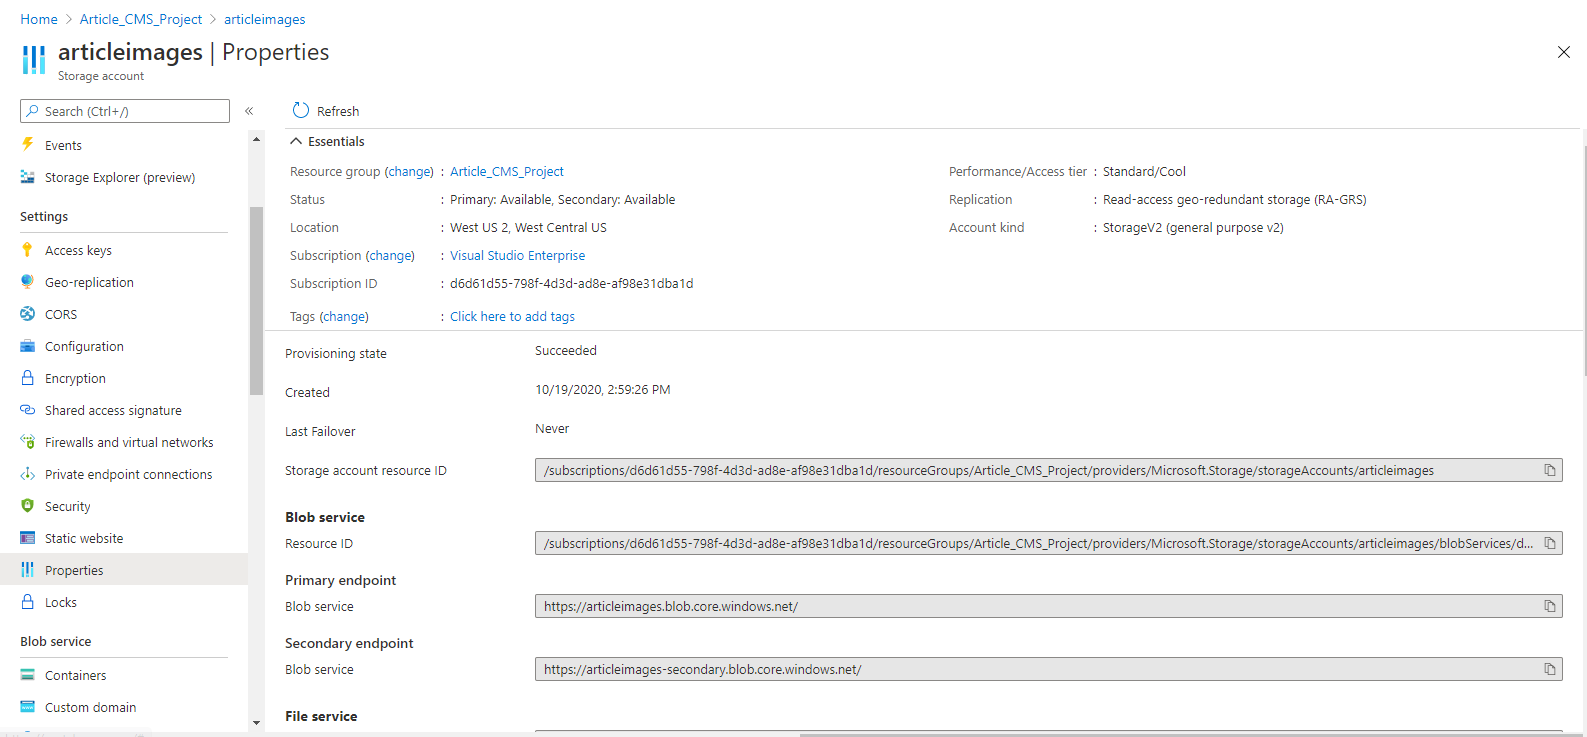 Home > Article_CMS_Project > articleimages
articleimages | Properties
Storage account
Search (Ctrl+/)
«
Events
Storage Explorer (preview)
Settings
Access keys
Geo-replication
CORS
Configuration
Encryption
Shared access signature
Firewalls and virtual networks
Private endpoint connections
Security
Static website
Properties
Locks
Blob service
Containers
Custom domain
Refresh
Essentials
Resource group (change) : Article_CMS_Project
Status : Primary: Available, Secondary: Available
Location : West US 2, West Central US
Subscription (change) : Visual Studio Enterprise
Subscription ID : d6d61d55-798f-4d3d-ad8e-af98e31dba1d
Tags (change) : Click here to add tags
Performance/Access tier : Standard/Cool
Replication : Read-access geo-redundant storage (RA-GRS)
Account kind : StorageV2 (general purpose v2)
Provisioning state Succeeded
Created 10/19/2020, 2:59:26 PM
Last Failover Never
Storage account resource ID /subscriptions/d6d61d55-798f-4d3d-ad8e-af98e31dba1d/resourceGroups/Article_CMS_Project/providers/Microsoft.Storage/storageAccounts/articleimages
Blob service
Resource ID /subscriptions/d6d61d55-798f-4d3d-ad8e-af98e31dba1d/resourceGroups/Article_CMS_Project/providers/Microsoft.Storage/storageAccounts/articleimages/blobServices/d...
Primary endpoint
Blob service https://articleimages.blob.core.windows.net/
Secondary endpoint
Blob service https://articleimages-secondary.blob.core.windows.net/
File service